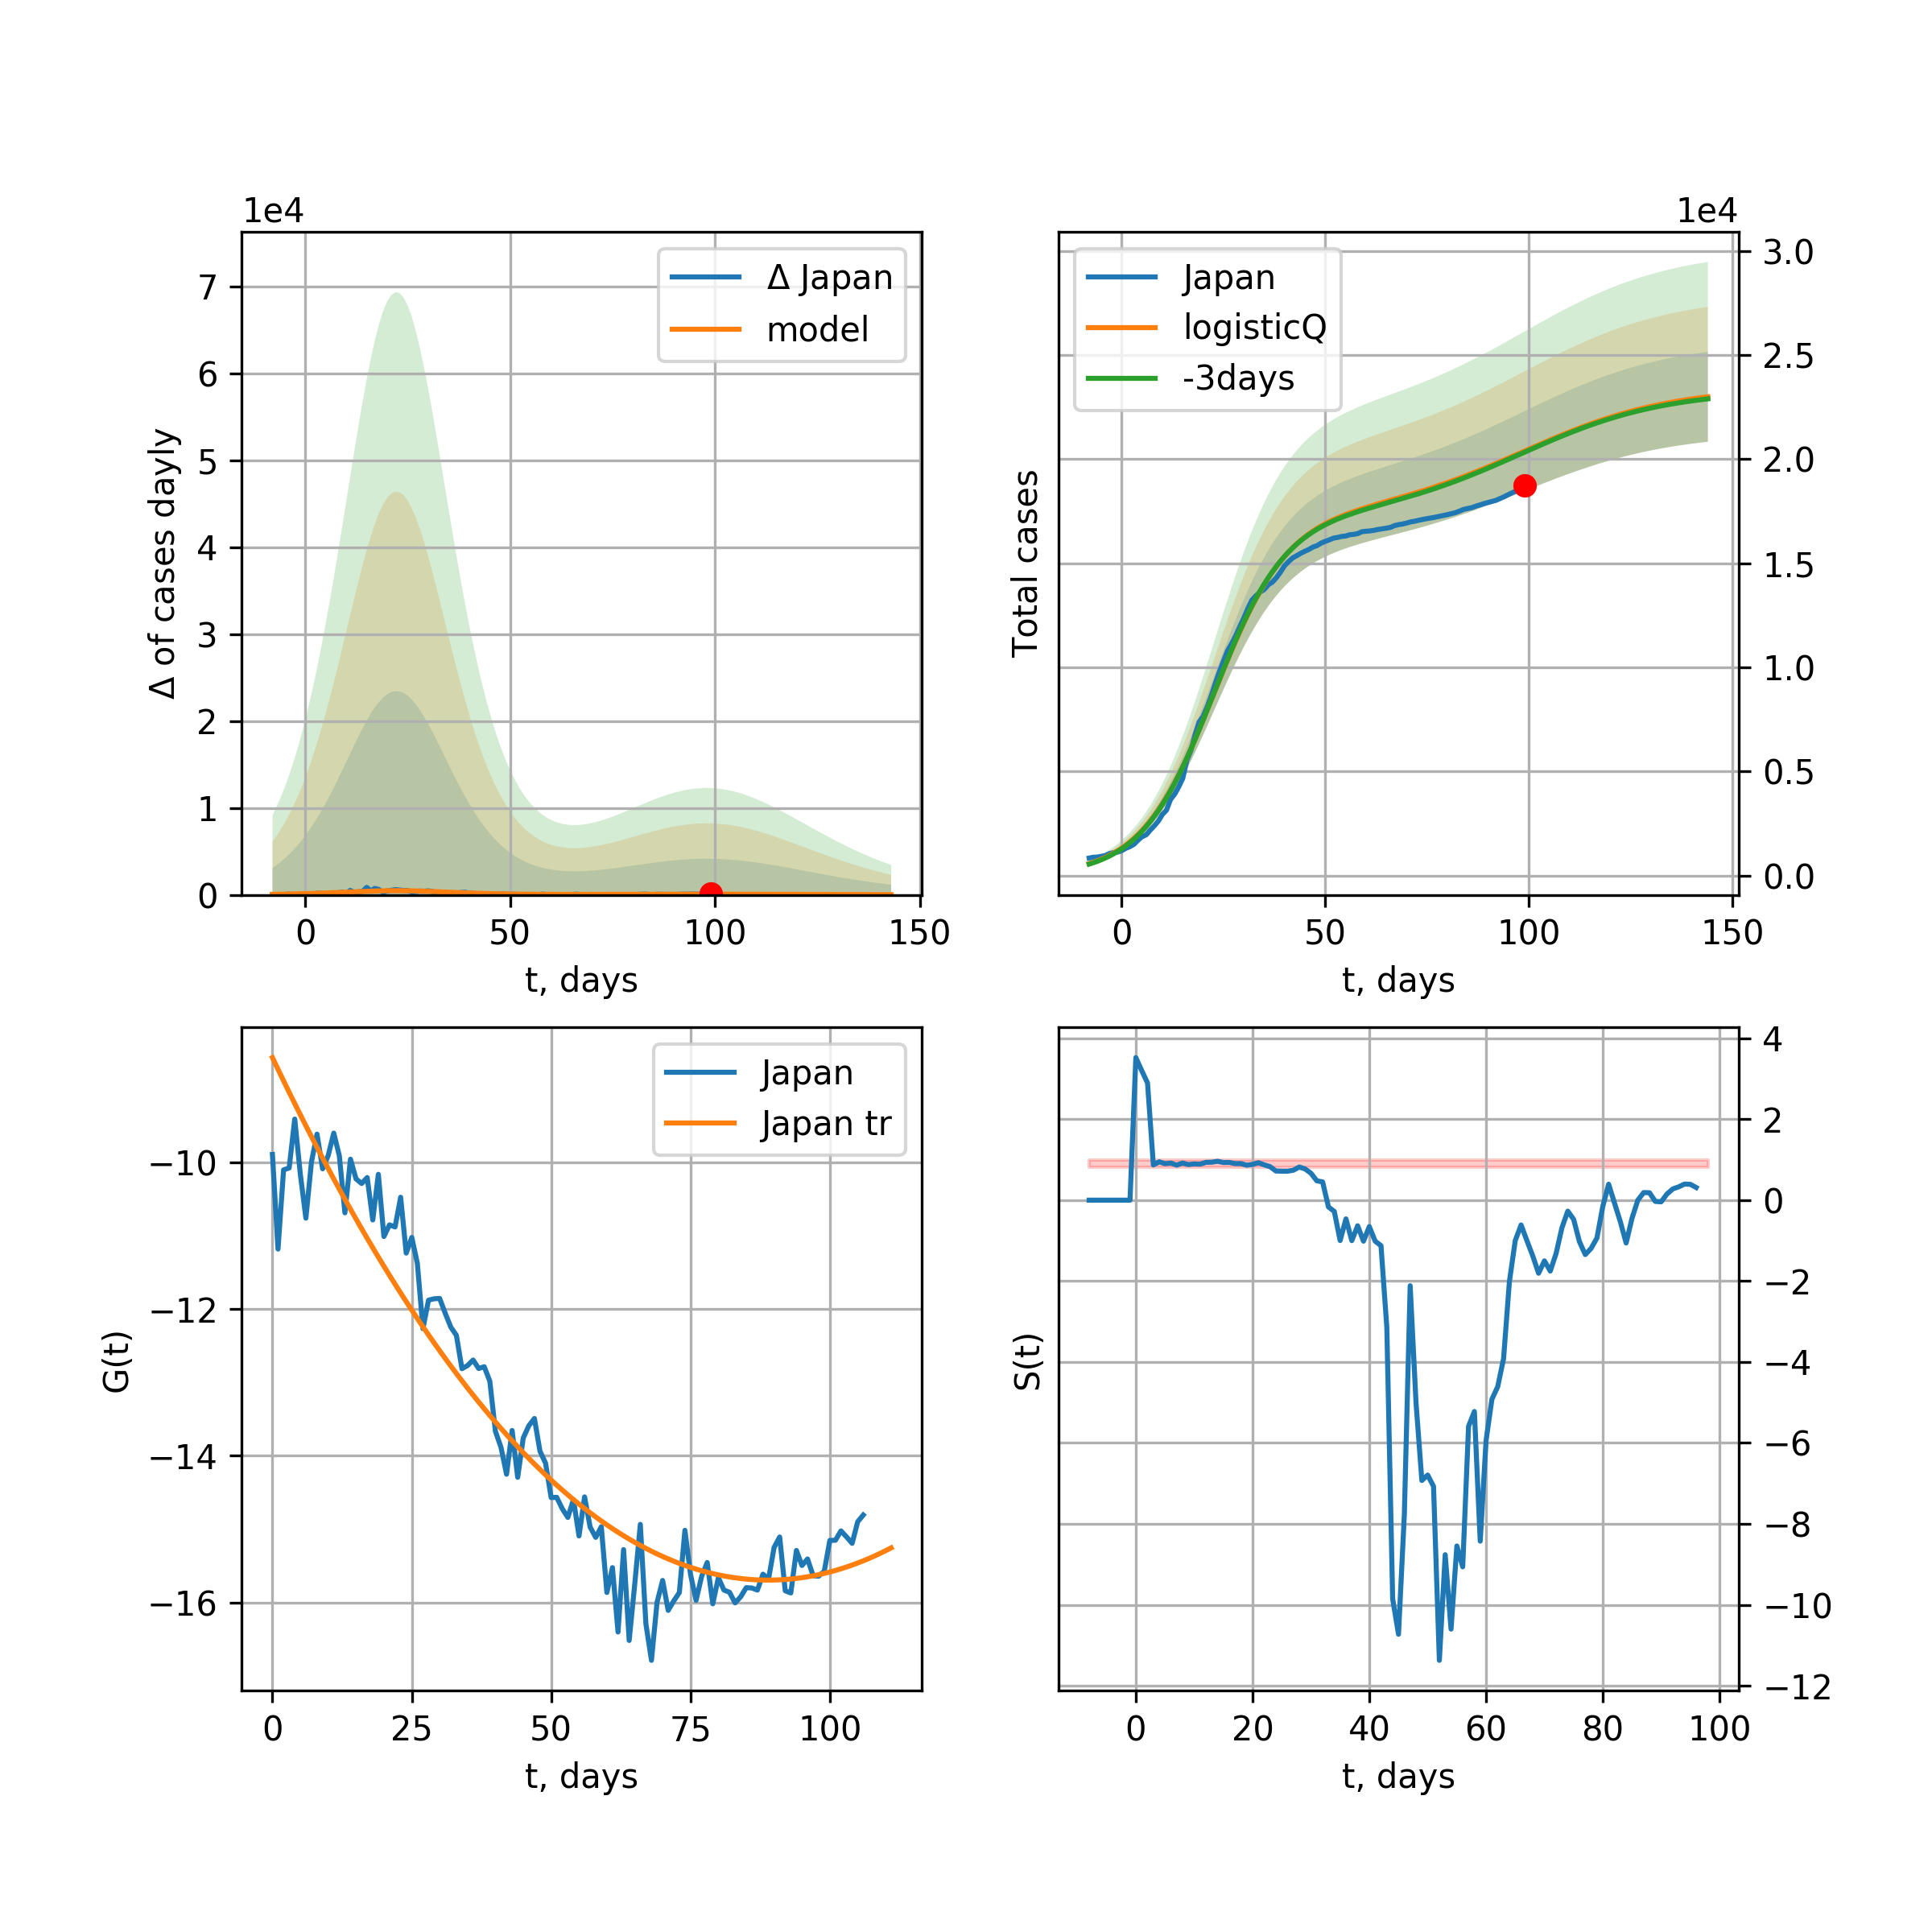 1e4
Δ of cases dayly
7
6
5
4
3
2
1
0
Δ Japan
model
0
50
100
150
t, days
1e4
Total cases
Japan
logisticQ
-3days
3.0
2.5
2.0
1.5
1.0
0.5
0.0
0
50
100
150
t, days
G(t)
−10
−12
−14
−16
Japan
Japan tr
0
25
50
75
100
t, days
S(t)
4
2
0
−2
−4
−6
−8
−10
−12
0
20
40
60
80
100
t, days